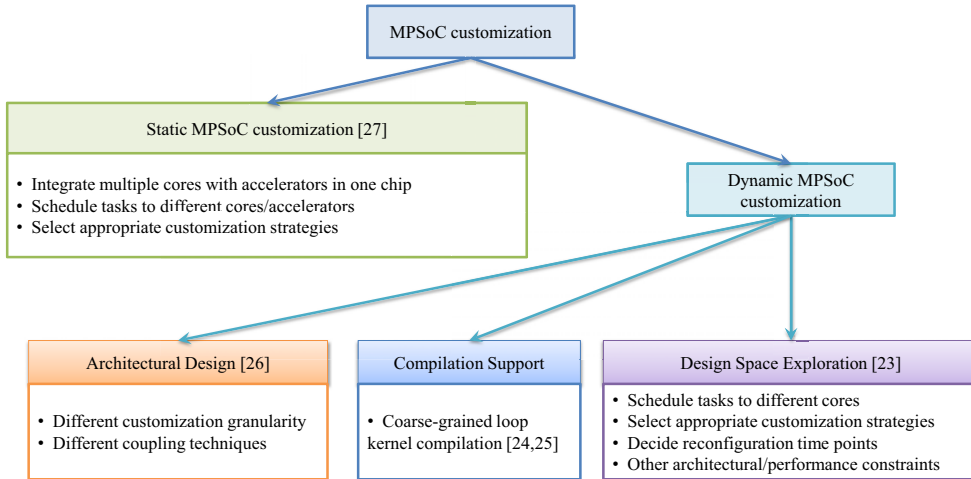 MPSoC customization
Static MPSoC customization [27]
• Integrate multiple cores with accelerators in one chip
• Schedule tasks to different cores/accelerators
• Select appropriate customization strategies
Dynamic MPSoC
customization
Architectural Design [26]
• Different customization granularity
• Different coupling techniques
Compilation Support
• Coarse-grained loop
kernel compilation [24,25]
Design Space Exploration [23]
• Schedule tasks to different cores
• Select appropriate customization strategies
• Decide reconfiguration time points
• Other architectural/performance constraints